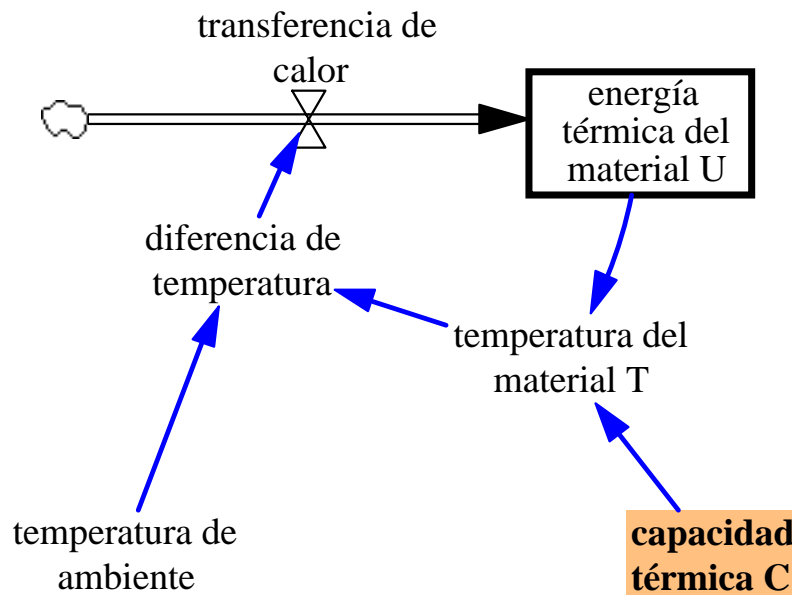 transferencia de
calor
energía
térmica del
material U
diferencia de
temperatura
temperatura del
material T
temperatura de
ambiente
capacidad
térmica C